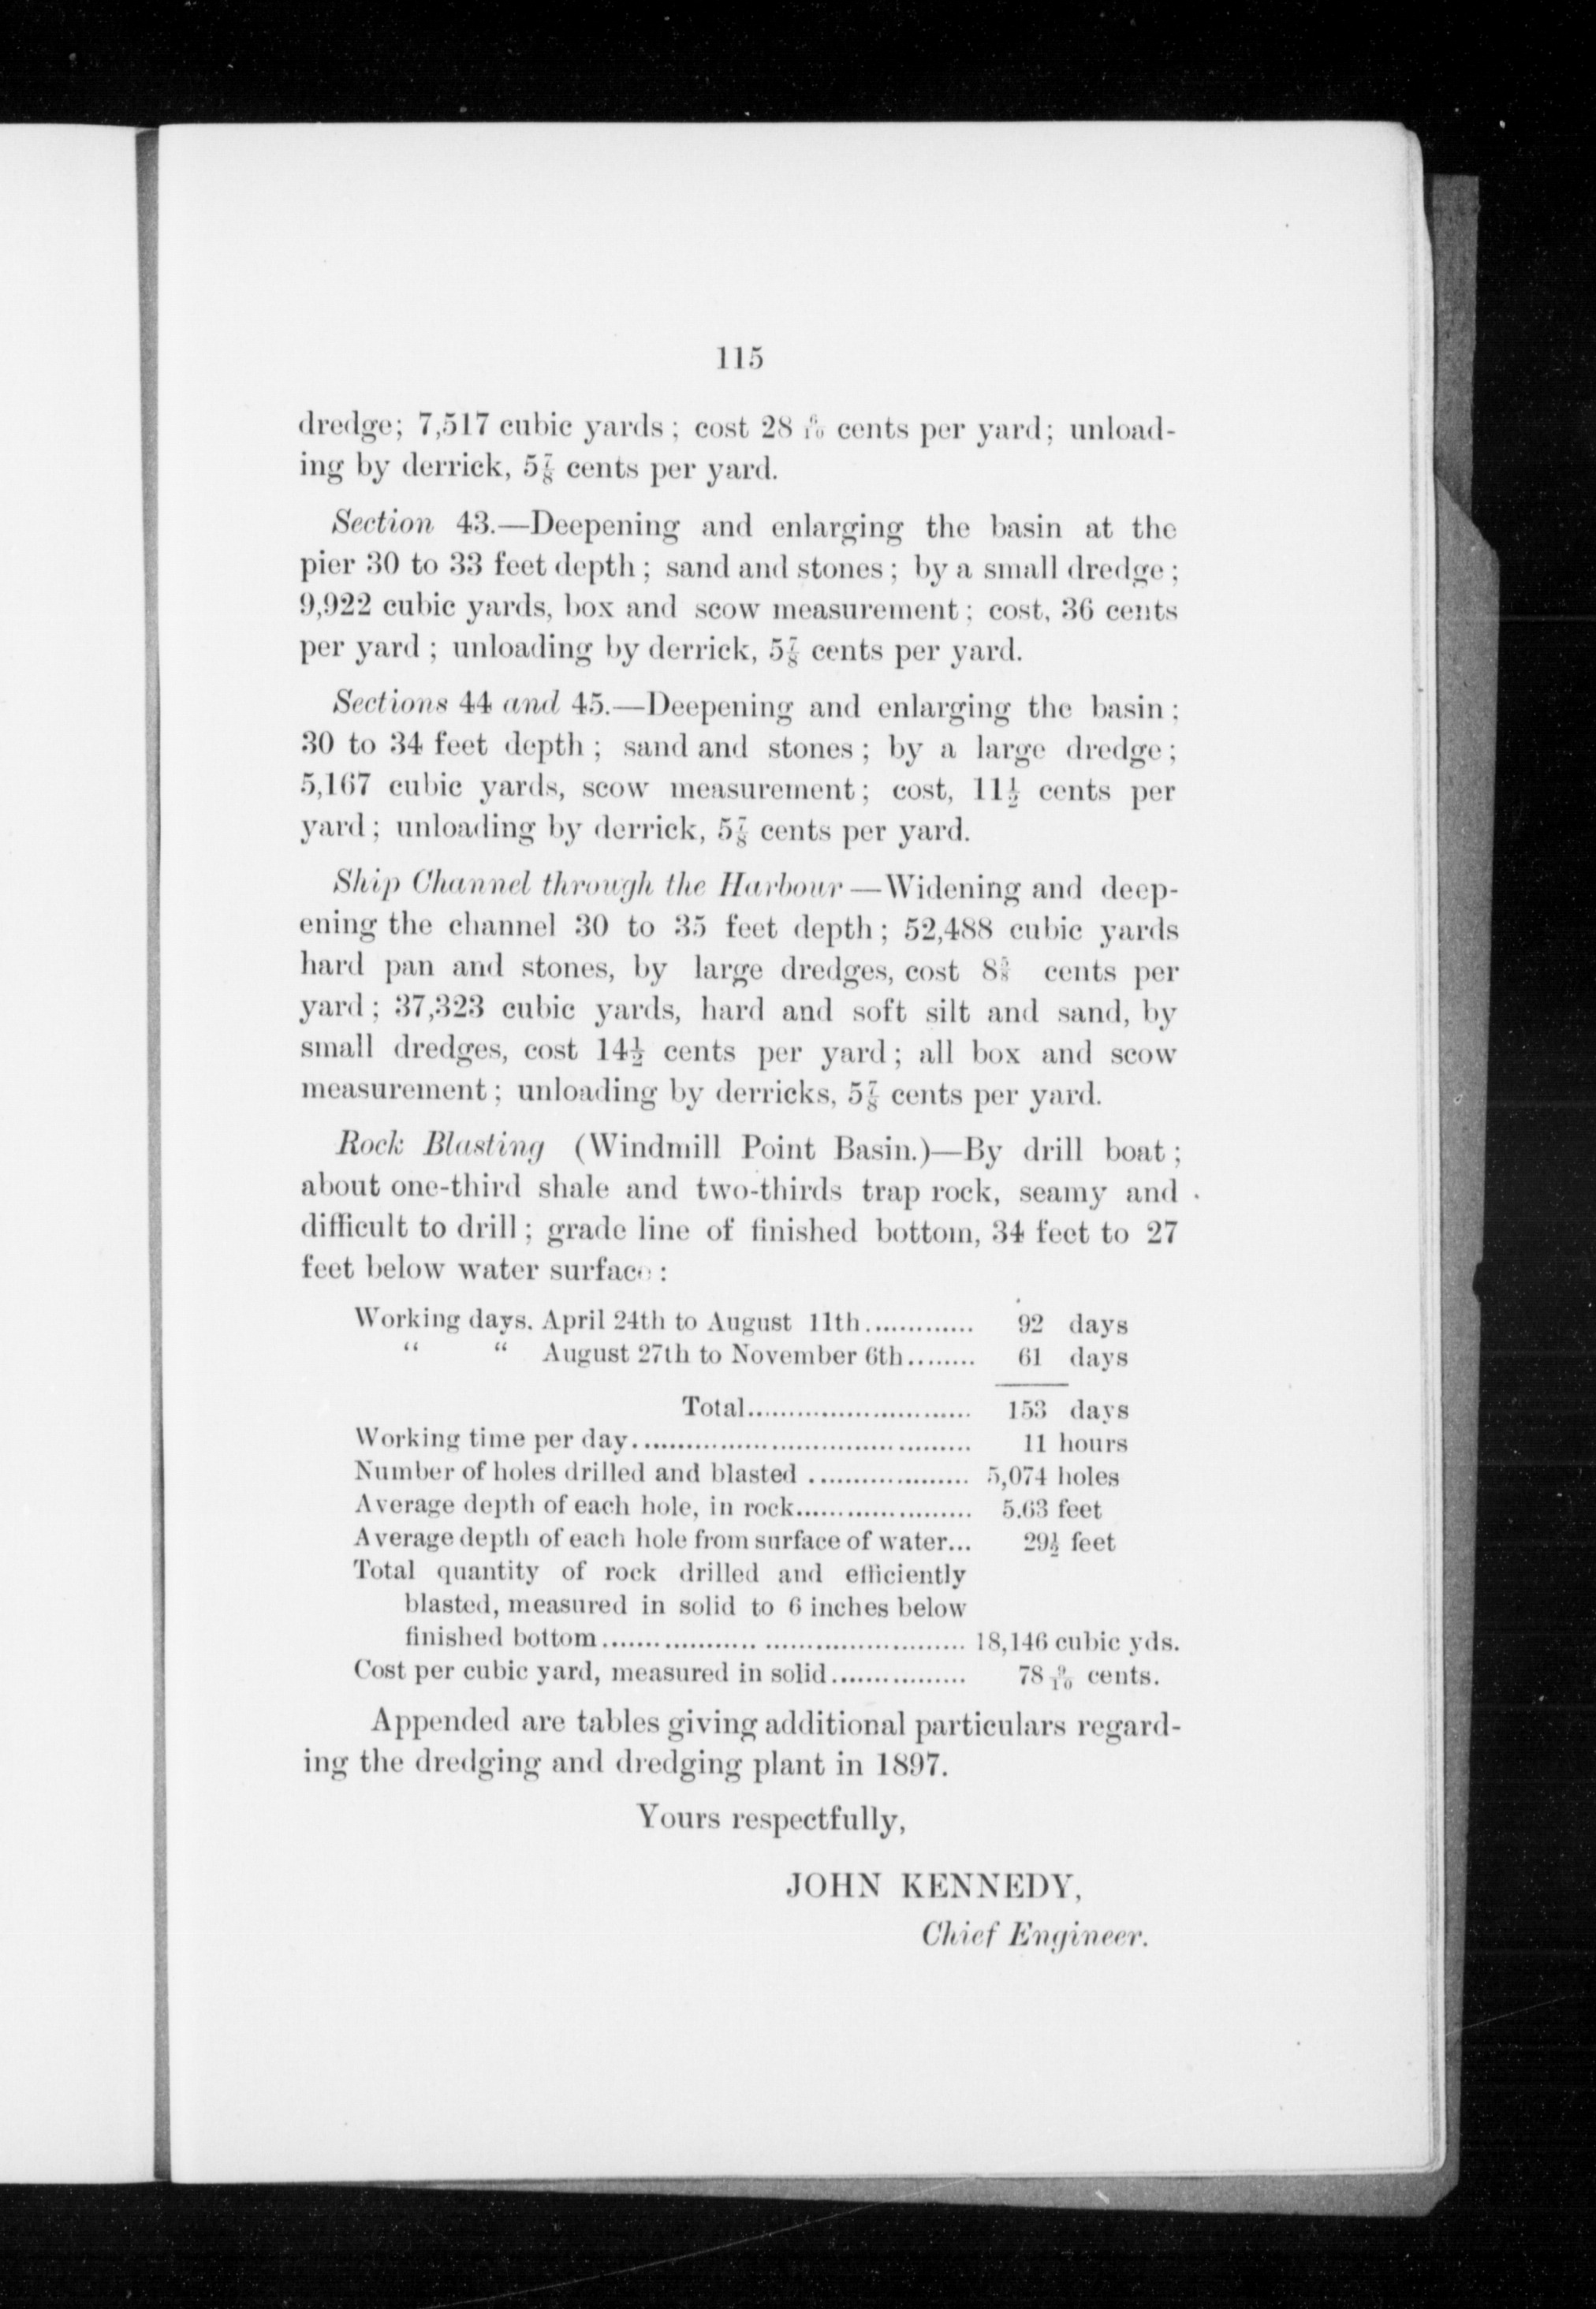 115
dredge; 7,517 cubic yards; cost 28 cents per yard; unload-
ing by derrick, 5⅞ cents per yard.
Section 43.—Deepening and enlarging the basin at the
pier 30 to 33 feet depth; sand and stones; by a small dredge;
9,922 cubic yards, box and scow measurement; cost, 36 cents
per yard; unloading by derrick, 5⅞ cents per yard.
Sections 44 and 45.—Deepening and enlarging the basin;
30 to 34 feet depth; sand and stones; by a large dredge;
5,167 cubic yards, scow measurement; cost, 11½ cents per
yard; unloading by derrick, 5⅞ cents per yard.
Ship Channel through the Harbour—Widening and deep-
ening the channel 30 to 35 feet depth; 52,488 cubic yards
hard pan and stones, by large dredges, cost cents per
yard; 37,323 cubic yards, hard and soft silt and sand, by
small dredges, cost 14½ cents per yard; all box and scow
measurement; unloading by derricks, 5⅞ cents per yard.
Rock Blasting (Windmill Point Basin.)—By drill boat;
about one-third shale and two-thirds trap rock, seamy and
difficult to drill; grade line of finished bottom, 34 feet to 27
feet below water surface:
Working days. April 24th to August 11th............. 92 days
“ “ August 27th to November 6th........ 61 days
Total........................... 153 days
Working time per day........................................ 11 hours
Number of holes drilled and blasted ................... 5,074 holes
Average depth of each hole, in rock..................... 5.63 feet
Average depth of each hole from surface of water... 29½ feet
Total quantity of rock drilled and efficiently
blasted, measured in solid to 6 inches below
finished bottom.......................................... 18,146 cubic yds.
Cost per cubic yard, measured in solid................ 78 9/10 cents.
Appended are tables giving additional particulars regard-
ing the dredging and dredging plant in 1897.
Yours respectfully,
JOHN KENNEDY,
Chief Engineer.